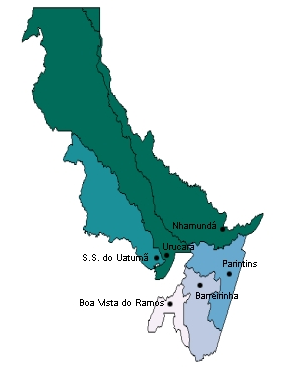 Nhamundá
Urucará
S.S. do Uatumã
Parintins
Barreirinha
Boa Vista do Ramos